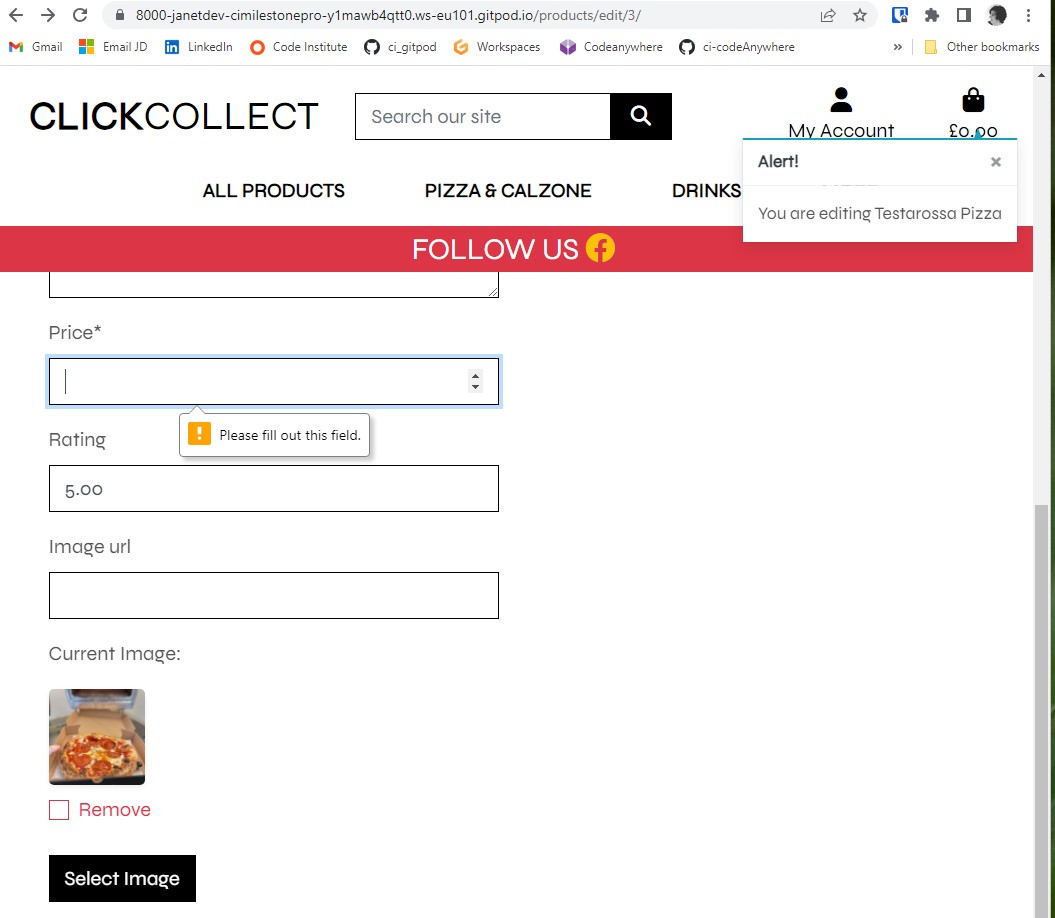 8000-janetdev-cimilestonepro-y1mawb4qtt0.ws-eu101.gitpod.io/products/edit/3/
Gmail Email JD LinkedIn Code Institute ci_gitpod Workspaces Codeanywhere ci-codeAnywhere » Other bookmarks
CLICKCOLLECT Search our site
My Account £0.00
Alert! ×
You are editing Testarossa Pizza
ALL PRODUCTS PIZZA & CALZONE DRINKS
FOLLOW US
Price*
Please fill out this field.
Rating
5.00
Image url
Current Image:
Remove
Select Image